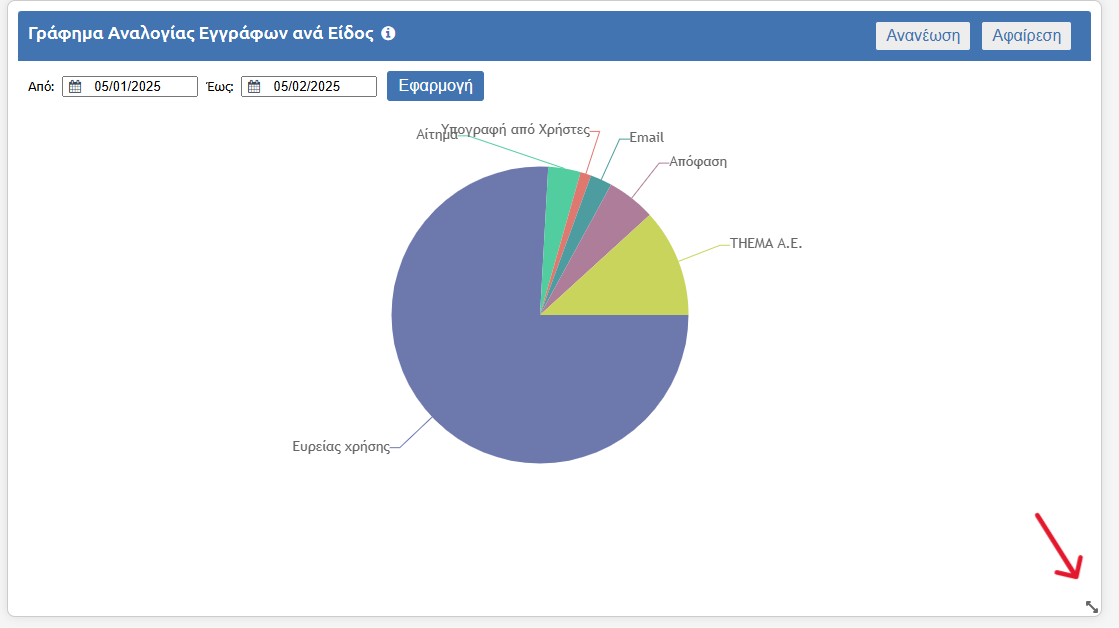 Γράφημα Αναλογίας Εγγράφων ανά Είδος
Ανανέωση Αφαίρεση
Από: 05/01/2025 Έως: 05/02/2025 Εφαρμογή
Υπογραφή από Χρήστες
Αίτημα
Email
Απόφαση
ΤΗΕΜΑ Α.Ε.
Ευρείας χρήσης